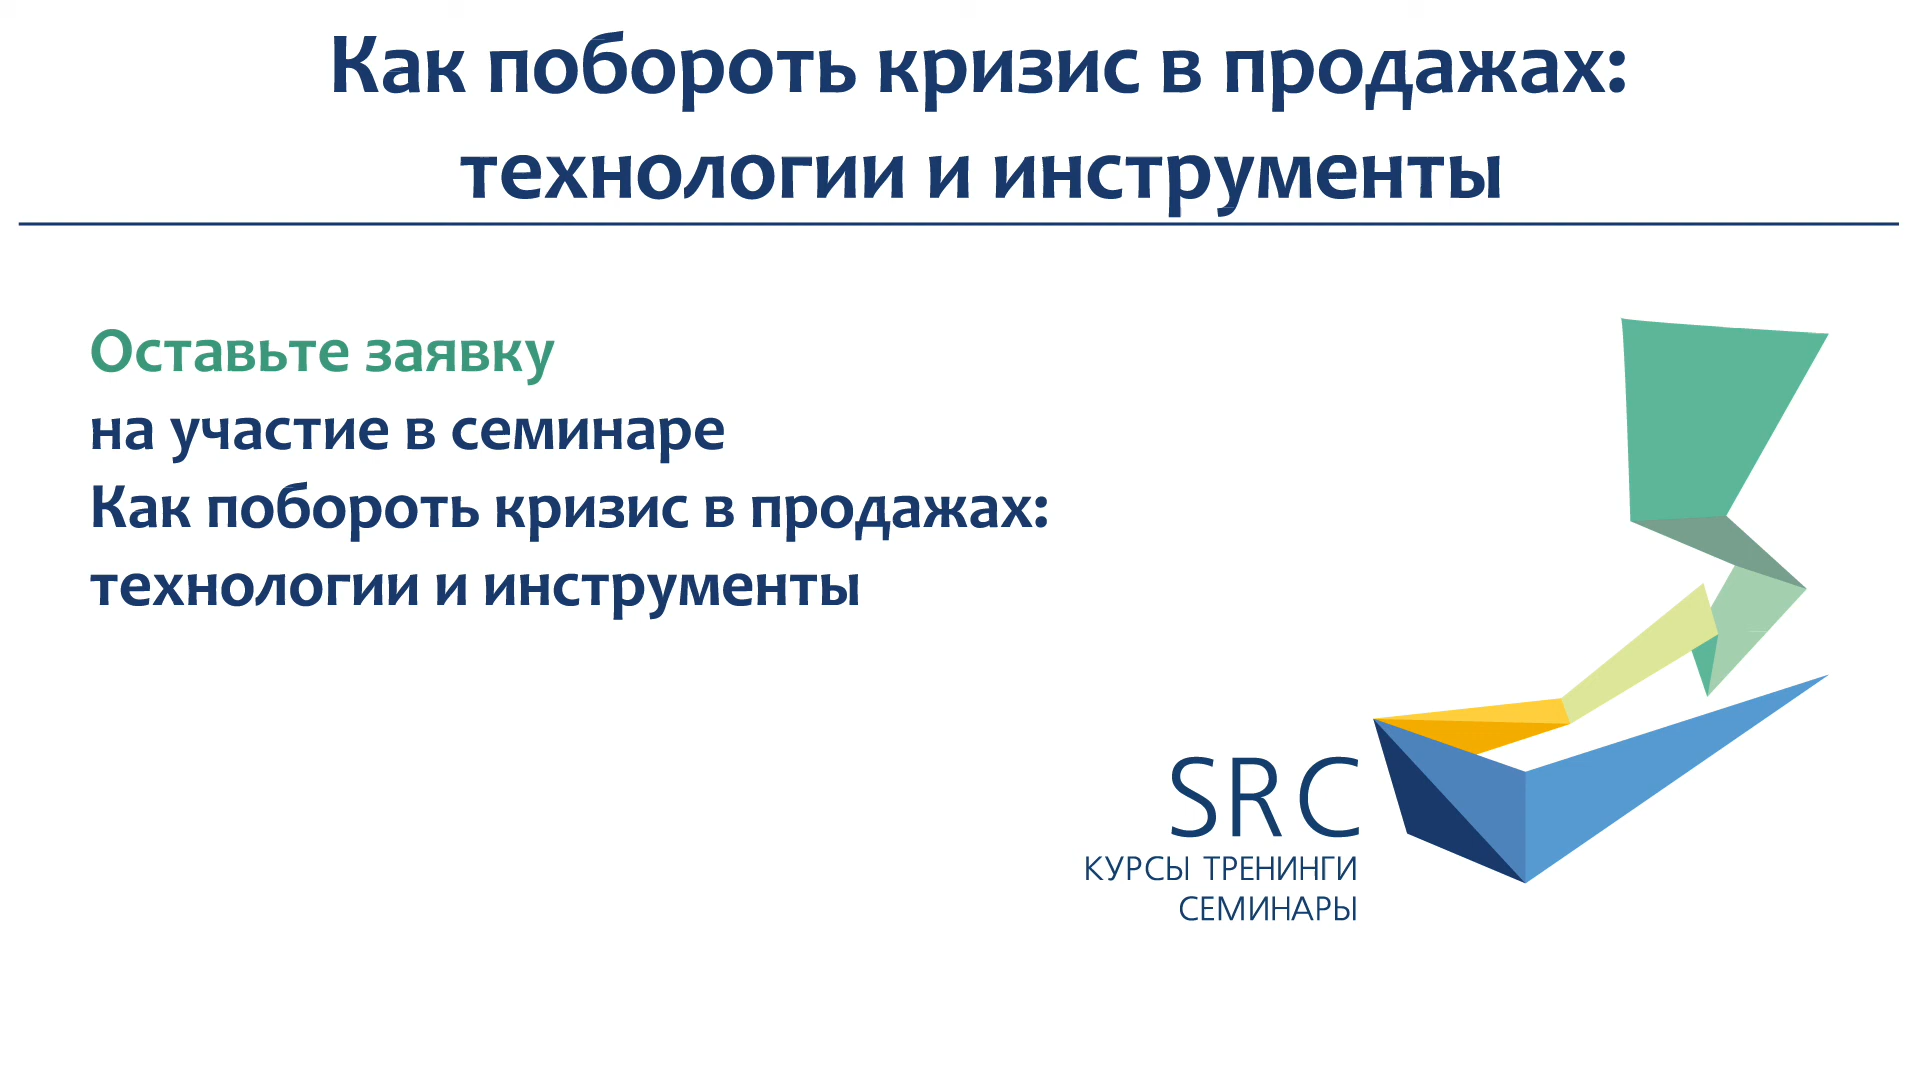 Как побороть кризис в продажах:
технологии и инструменты
Оставьте заявку
на участие в семинаре
Как побороть кризис в продажах:
технологии и инструменты
SRC
КУРСЫ ТРЕНИНГИ
СЕМИНАРЫ